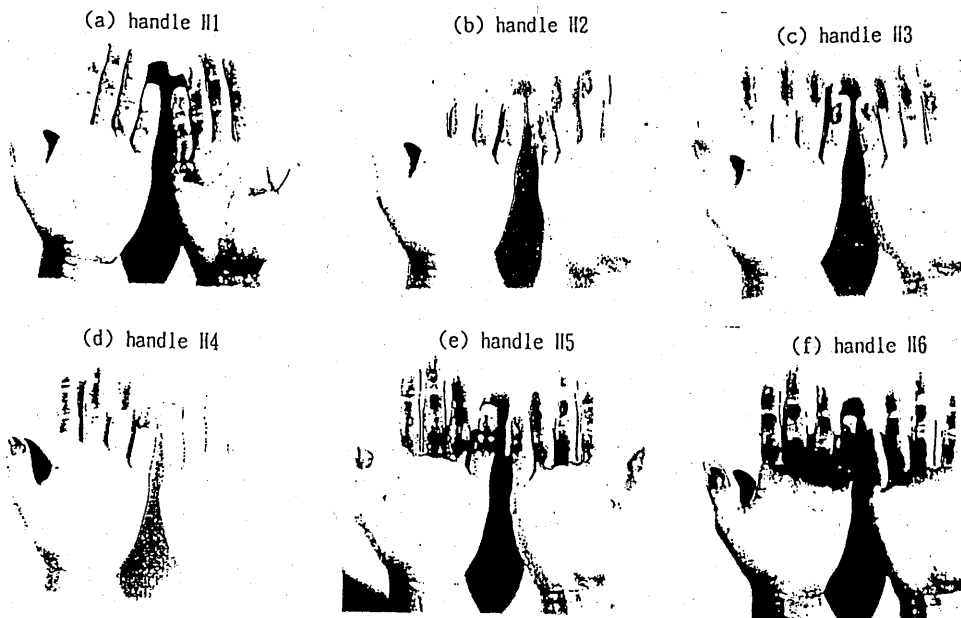 (a) handle H1
(b) handle H2
(c) handle H3
(d) handle H4
(e) handle H5
(f) handle H6